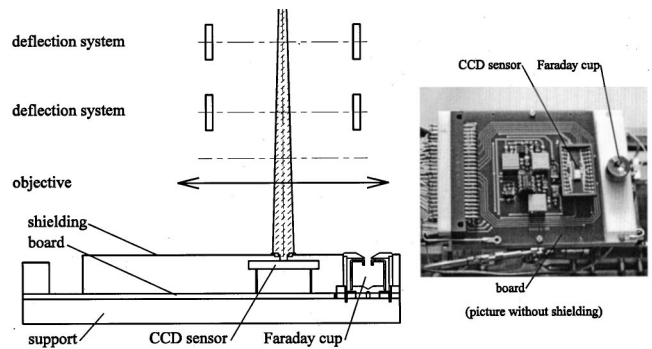 deflection system
deflection system
objective
shielding
board
support
CCD sensor
Faraday cup
CCD sensor
Faraday cup
board
(picture without shielding)